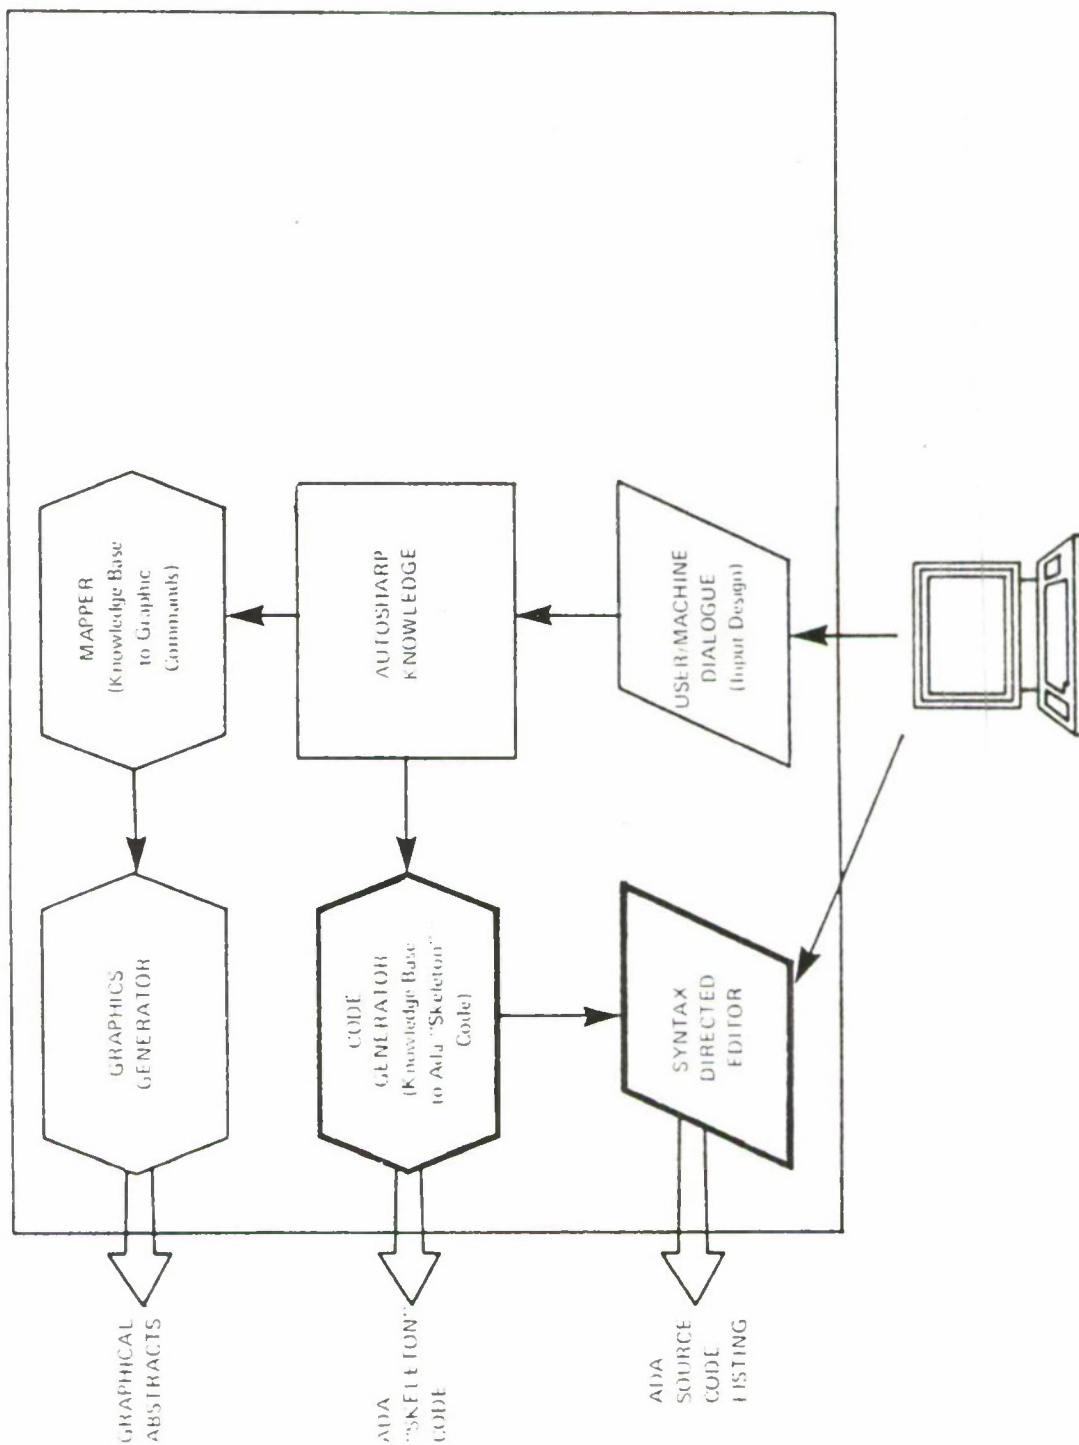 GRAPHICAL
ABSTRACTS
GRAPHICS
GENERATOR
MAPPER
(Knowledge Base
to Graphic
Commands)
ADA
"SKELETON"
CODE
CODE
GENERATOR
(Knowledge Base
to Ada "Skeleton"
Code)
AUTOSHARP
KNOWLEDGE
ADA
SOURCE
CODE
LISTING
SYNTAX
DIRECTED
EDITOR
USER/MACHINE
DIALOGUE
(Input Design)